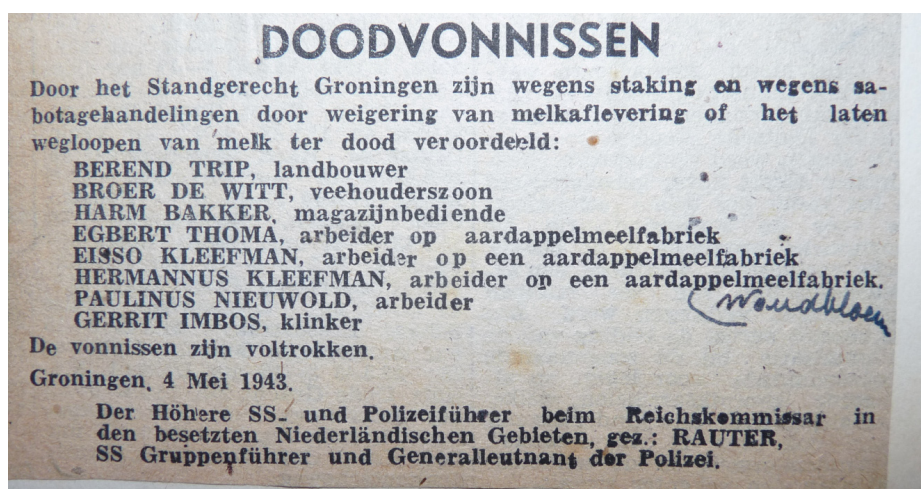 DOODVONNISSEN
Door het Standgerecht Groningen zijn wegens staking en wegens sa-
botagehandelingen door weigering van melkaflevering of het laten
wegloopen van melk ter dood veroordeeld:
BEREND TRIP, landbouwer
BROER DE WITT, veehouderszoon
HARM BAKKER, magazijnbediende
EGBERT THOMA, arbeider op aardappelmeelfabriek
EISSO KLEEFMAN, arbeider op een aardappelmeelfabriek
HERMANNUS KLEEFMAN, arbeider op een aardappelmeelfabriek.
PAULINUS NIEUWOLD, arbeider
(Woudbloem
GERRIT IMBOS, klinker
De vonnissen zijn voltrokken.
Groningen, 4 Mei 1943.
Der Höhere SS- und Polizeiführer beim Reichskommissar in
den besetzten Niederländischen Gebieten, gez.: RAUTER,
SS Gruppenführer und Generalleutnant der Polizei.